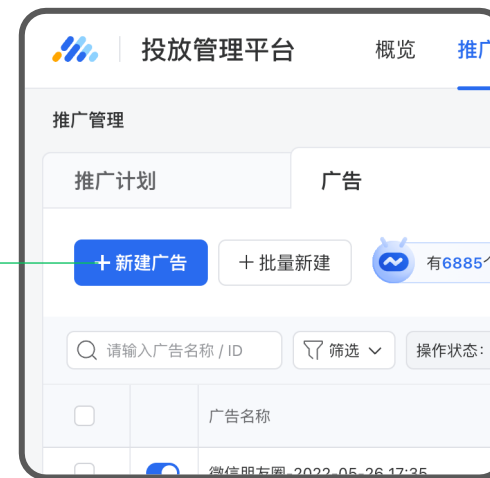 投放管理平台 概览 推广
推广管理
推广计划 广告
+ 新建广告 + 批量新建 有6885个
请输入广告名称 / ID 筛选 操作状态:
广告名称
微信朋友圈-2022-05-26 17:35